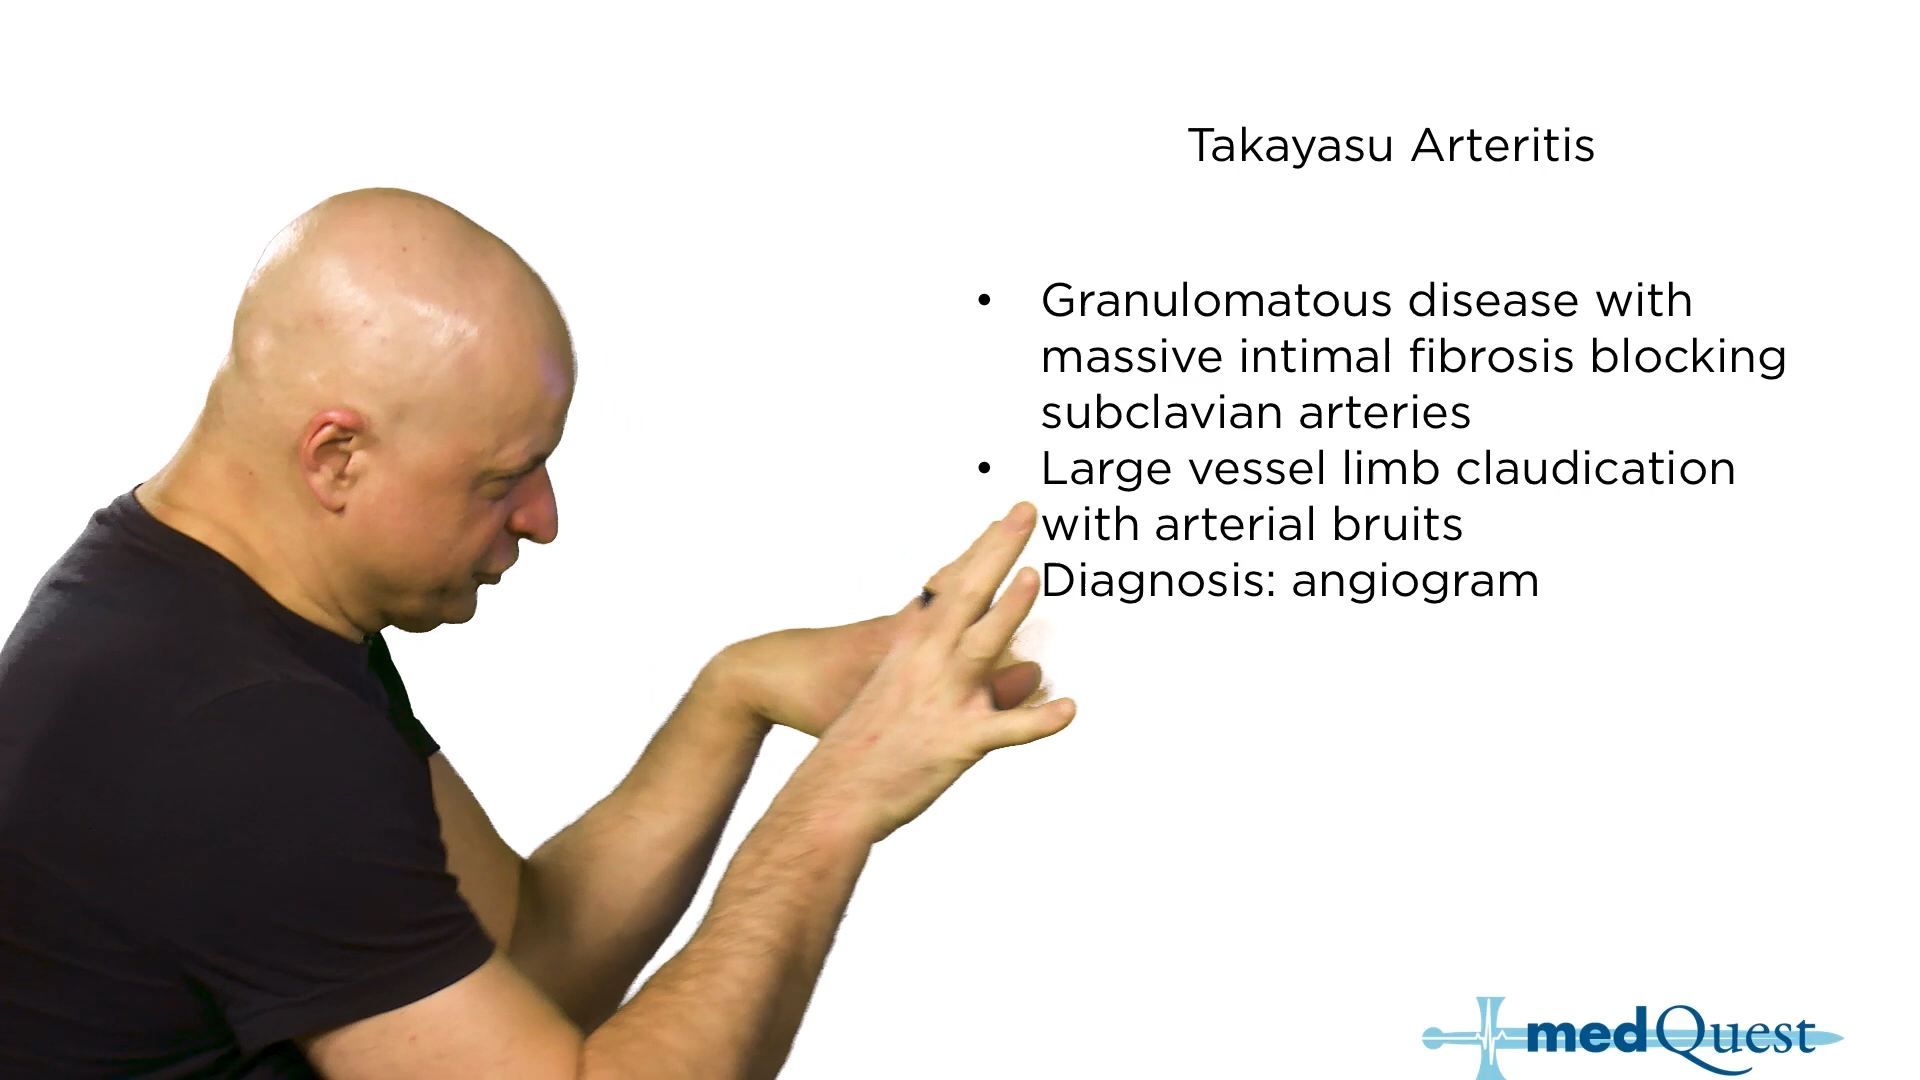 Takayasu Arteritis
• Granulomatous disease with
massive intimal fibrosis blocking
subclavian arteries
• Large vessel limb claudication
with arterial bruits
Diagnosis: angiogram
medQuest